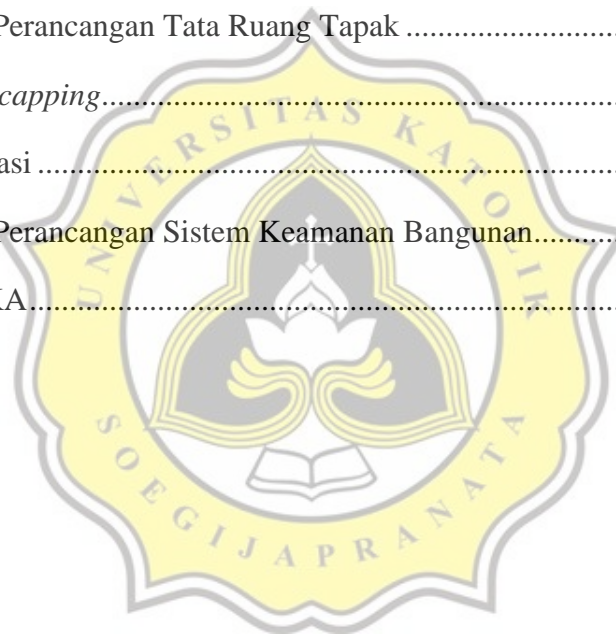 Perancangan Tata Ruang Tapak ..............................
capping..................................................................................
asi ............................................................................................
Perancangan Sistem Keamanan Bangunan...........
KA..............................................................................................
UNIVERSITAS KATOLIK
SOEGIJAPRANATA